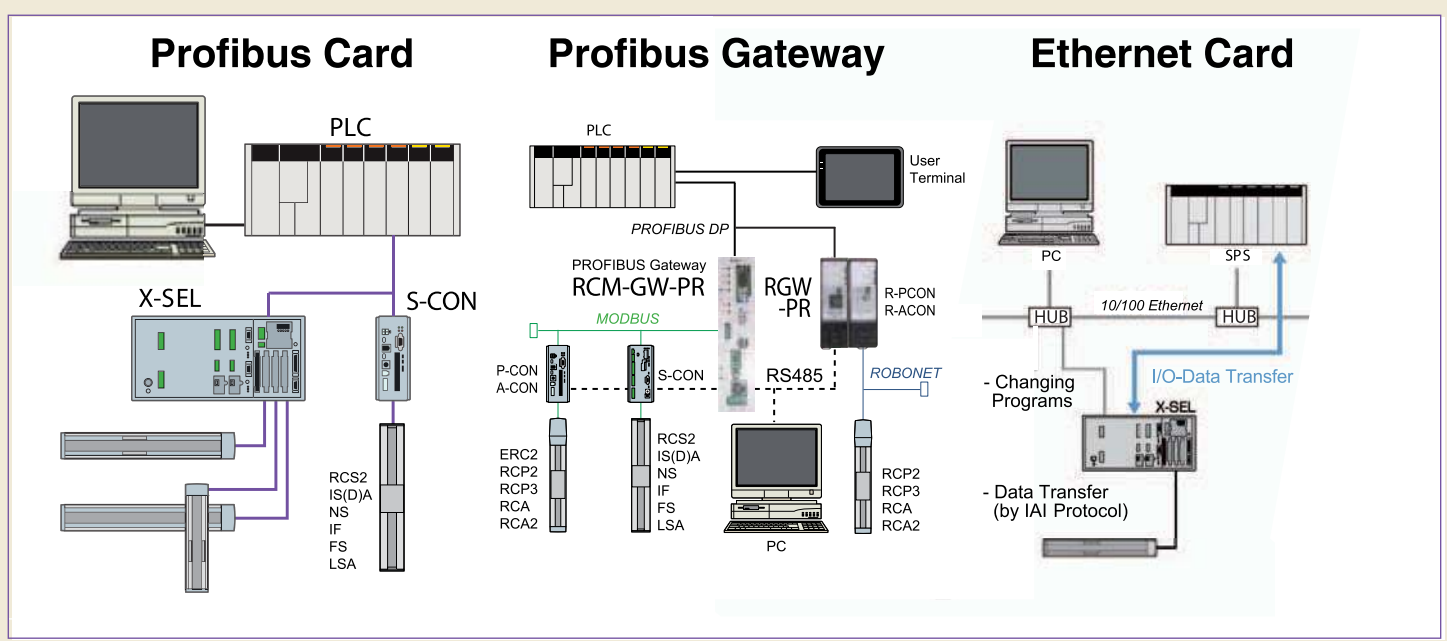 Profibus Card
PLC
X-SEL
S-CON
RCS2
IS(D)A
NS
IF
FS
LSA
Profibus Gateway
PLC
User
Terminal
PROFIBUS DP
PROFIBUS Gateway
RCM-GW-PR
RGW
-PR
R-PCON
R-ACON
MODBUS
P-CON
A-CON
S-CON
RS485
ROBONET
ERC2
RCP2
RCP3
RCA
RCA2
RCS2
IS(D)A
NS
IF
FS
LSA
PC
RCP2
RCP3
RCA
RCA2
Ethernet Card
PC
SPS
10/100 Ethernet
HUB
HUB
I/O-Data Transfer
- Changing
Programs
X-SEL
- Data Transfer
(by IAI Protocol)